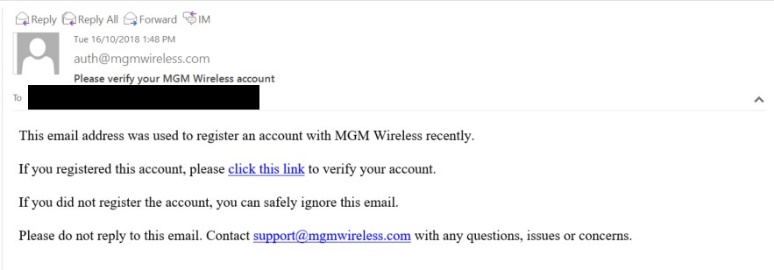 Reply Reply All Forward IM
Tue 16/10/2018 1:48 PM
auth@mgmwireless.com
Please verify your MGM Wireless account
To
This email address was used to register an account with MGM Wireless recently.
If you registered this account, please click this link to verify your account.
If you did not register the account, you can safely ignore this email.
Please do not reply to this email. Contact support@mgmwireless.com with any questions, issues or concerns.